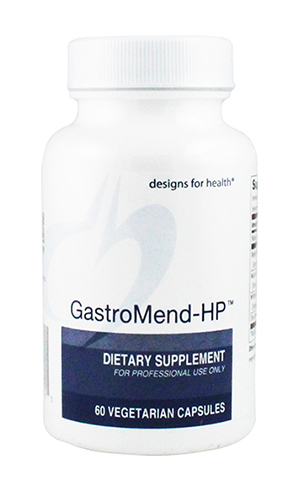 designs for health®
GastroMend-HP™
DIETARY SUPPLEMENT
FOR PROFESSIONAL USE ONLY
60 VEGETARIAN CAPSULES